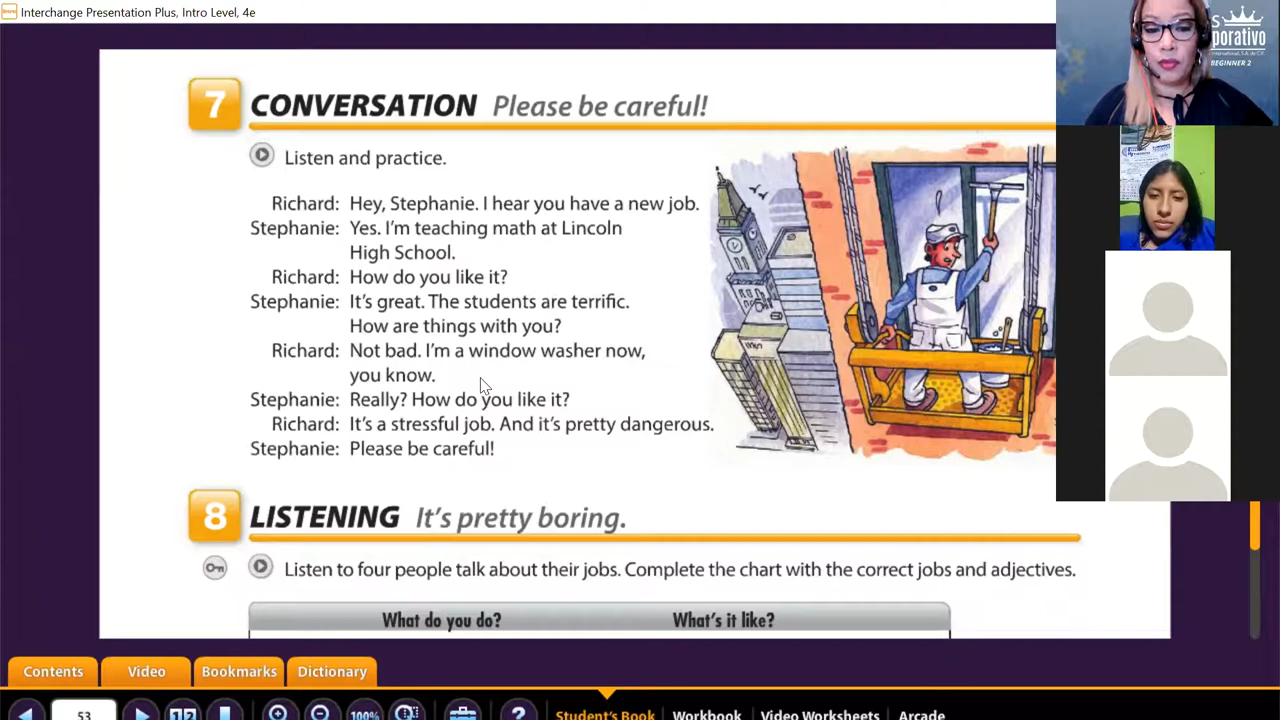 Interchange Presentation Plus, Intro Level, 4e
7 CONVERSATION Please be careful!
Listen and practice.
Richard: Hey, Stephanie. I hear you have a new job.
Stephanie: Yes. I'm teaching math at Lincoln
High School.
Richard: How do you like it?
Stephanie: It's great. The students are terrific.
How are things with you?
Richard: Not bad. I'm a window washer now,
you know.
Stephanie: Really? How do you like it?
Richard: It's a stressful job. And it's pretty dangerous.
Stephanie: Please be careful!
8 LISTENING It's pretty boring.
Listen to four people talk about their jobs. Complete the chart with the correct jobs and adjectives.
What do you do? What's it like?
Contents Video Bookmarks Dictionary
53 100% ? Student's Book Workbook Video Worksheets Arcade
S
porativo
International, S.A. de C.V.
BEGINNER 2